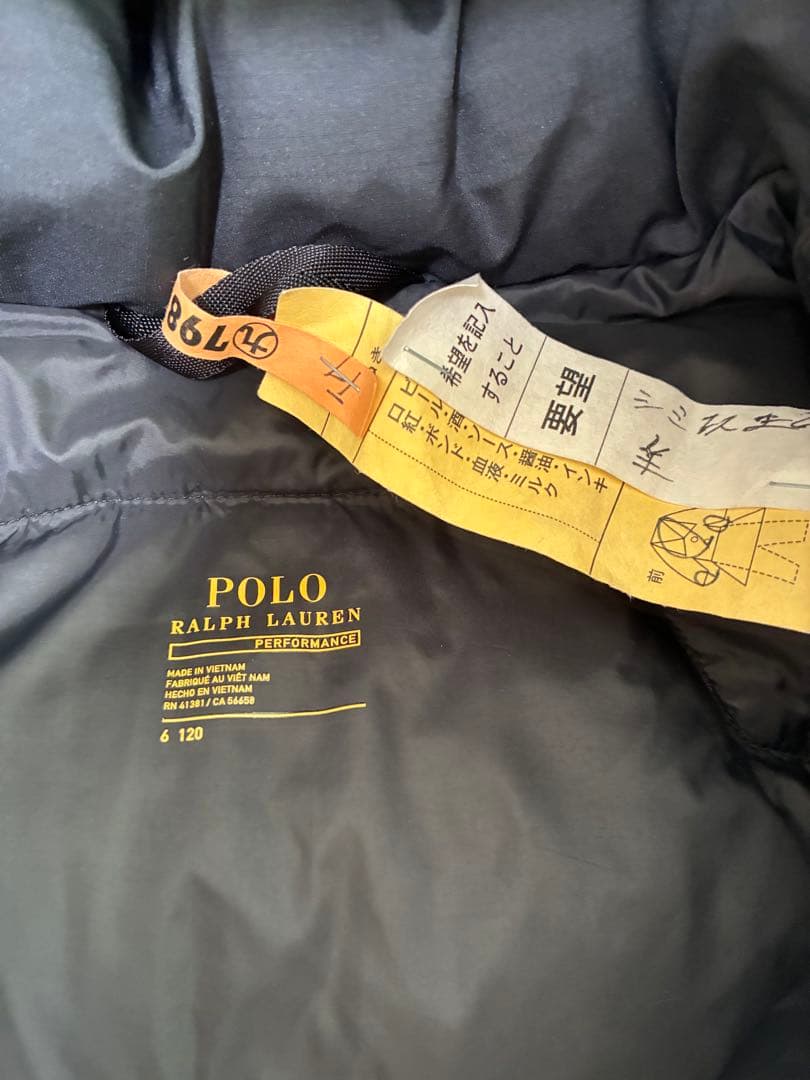 798
九
希望を記入
すること
要望
ビール・酒・ソース・醤油・インキ
口紅・ボンド・血液・ミルク
前
POLO
RALPH LAUREN
PERFORMANCE
MADE IN VIETNAM
FABRIQUÉ AU VIÊT NAM
HECHO EN VIETNAM
RN 41381 / CA 56658
6 120